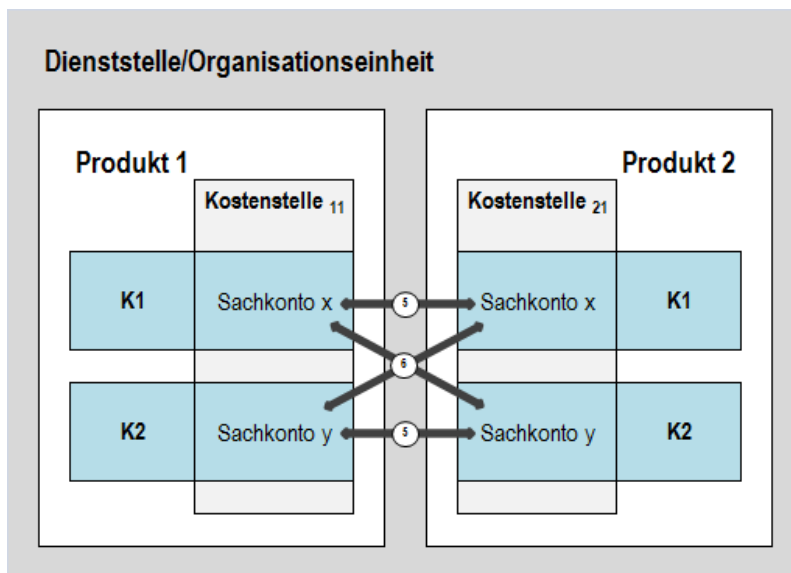 Dienststelle/Organisationseinheit
Produkt 1
Produkt 2
Kostenstelle 11
Kostenstelle 21
K1
Sachkonto x
5
Sachkonto x
K1
6
K2
Sachkonto y
5
Sachkonto y
K2